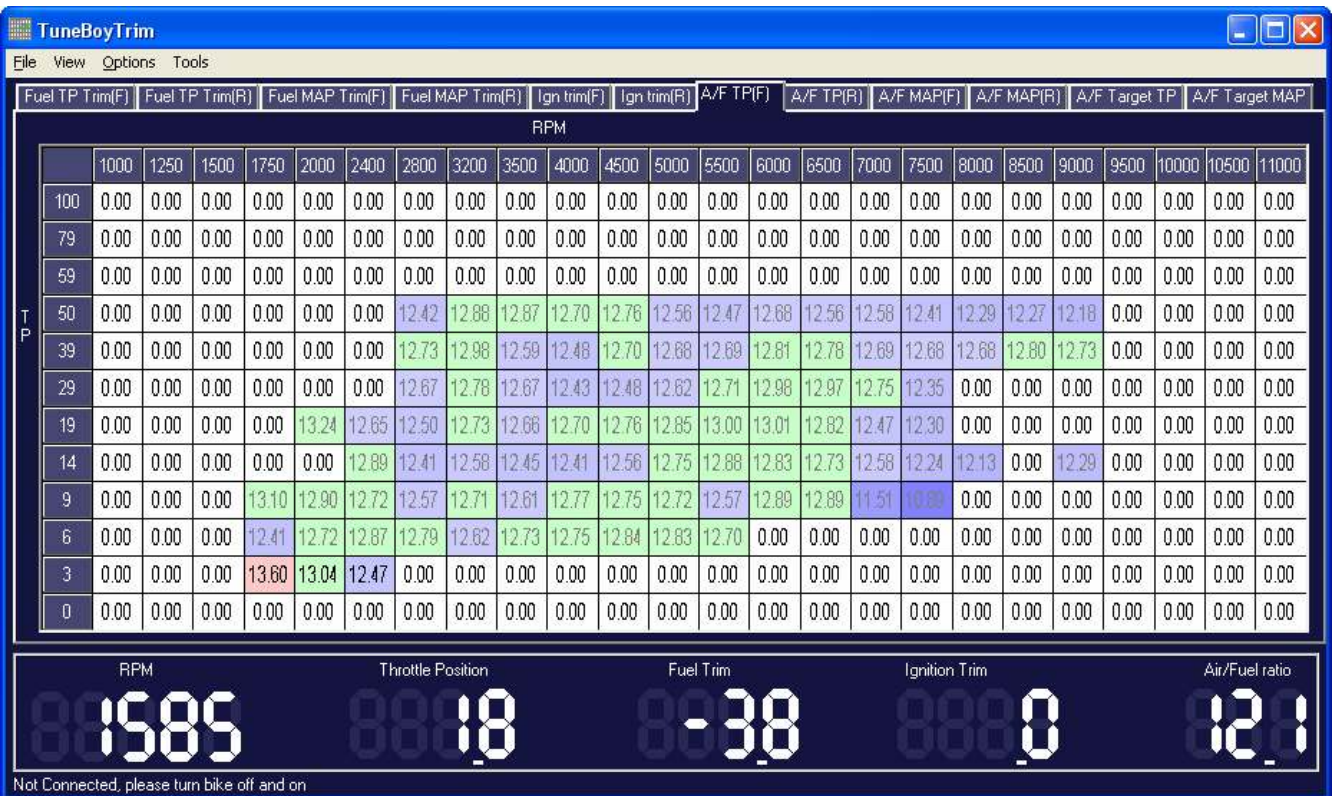 TuneBoyTrim
File View Options Tools
Fuel TP Trim(F) Fuel TP Trim(R) Fuel MAP Trim(F) Fuel MAP Trim(R) Ign trim(F) Ign trim(R) A/F TP(F) A/F TP(R) A/F MAP(F) A/F MAP(R) A/F Target TP A/F Target MAP
RPM
1000 1250 1500 1750 2000 2400 2800 3200 3500 4000 4500 5000 5500 6000 6500 7000 7500 8000 8500 9000 9500 10000 10500 11000
100 0.00 0.00 0.00 0.00 0.00 0.00 0.00 0.00 0.00 0.00 0.00 0.00 0.00 0.00 0.00 0.00 0.00 0.00 0.00 0.00 0.00 0.00 0.00 0.00
79 0.00 0.00 0.00 0.00 0.00 0.00 0.00 0.00 0.00 0.00 0.00 0.00 0.00 0.00 0.00 0.00 0.00 0.00 0.00 0.00 0.00 0.00 0.00 0.00
59 0.00 0.00 0.00 0.00 0.00 0.00 0.00 0.00 0.00 0.00 0.00 0.00 0.00 0.00 0.00 0.00 0.00 0.00 0.00 0.00 0.00 0.00 0.00 0.00
TP
50 0.00 0.00 0.00 0.00 0.00 0.00 12.42 12.88 12.87 12.70 12.76 12.56 12.47 12.68 12.56 12.58 12.41 12.29 12.27 12.18 0.00 0.00 0.00 0.00
39 0.00 0.00 0.00 0.00 0.00 0.00 12.73 12.98 12.59 12.48 12.70 12.68 12.69 12.81 12.78 12.69 12.68 12.68 12.80 12.73 0.00 0.00 0.00 0.00
29 0.00 0.00 0.00 0.00 0.00 0.00 12.67 12.78 12.67 12.43 12.48 12.62 12.71 12.98 12.97 12.75 12.35 0.00 0.00 0.00 0.00 0.00 0.00 0.00
19 0.00 0.00 0.00 0.00 13.24 12.65 12.50 12.73 12.66 12.70 12.76 12.85 13.00 13.01 12.82 12.47 12.30 0.00 0.00 0.00 0.00 0.00 0.00 0.00
14 0.00 0.00 0.00 0.00 0.00 12.89 12.41 12.58 12.45 12.41 12.56 12.75 12.88 12.83 12.73 12.58 12.24 12.13 0.00 12.29 0.00 0.00 0.00 0.00
9 0.00 0.00 0.00 13.10 12.90 12.72 12.57 12.71 12.61 12.77 12.75 12.72 12.57 12.89 12.89 11.51 0.00 0.00 0.00 0.00 0.00 0.00 0.00
6 0.00 0.00 0.00 12.41 12.72 12.87 12.79 12.62 12.73 12.75 12.84 12.83 12.70 0.00 0.00 0.00 0.00 0.00 0.00 0.00 0.00 0.00 0.00 0.00
3 0.00 0.00 0.00 13.60 13.04 12.47 0.00 0.00 0.00 0.00 0.00 0.00 0.00 0.00 0.00 0.00 0.00 0.00 0.00 0.00 0.00 0.00 0.00 0.00
0 0.00 0.00 0.00 0.00 0.00 0.00 0.00 0.00 0.00 0.00 0.00 0.00 0.00 0.00 0.00 0.00 0.00 0.00 0.00 0.00 0.00 0.00 0.00 0.00
RPM Throttle Position Fuel Trim Ignition Trim Air/Fuel ratio
1585 1.8 -3.8 .0 12.1
Not Connected, please turn bike off and on